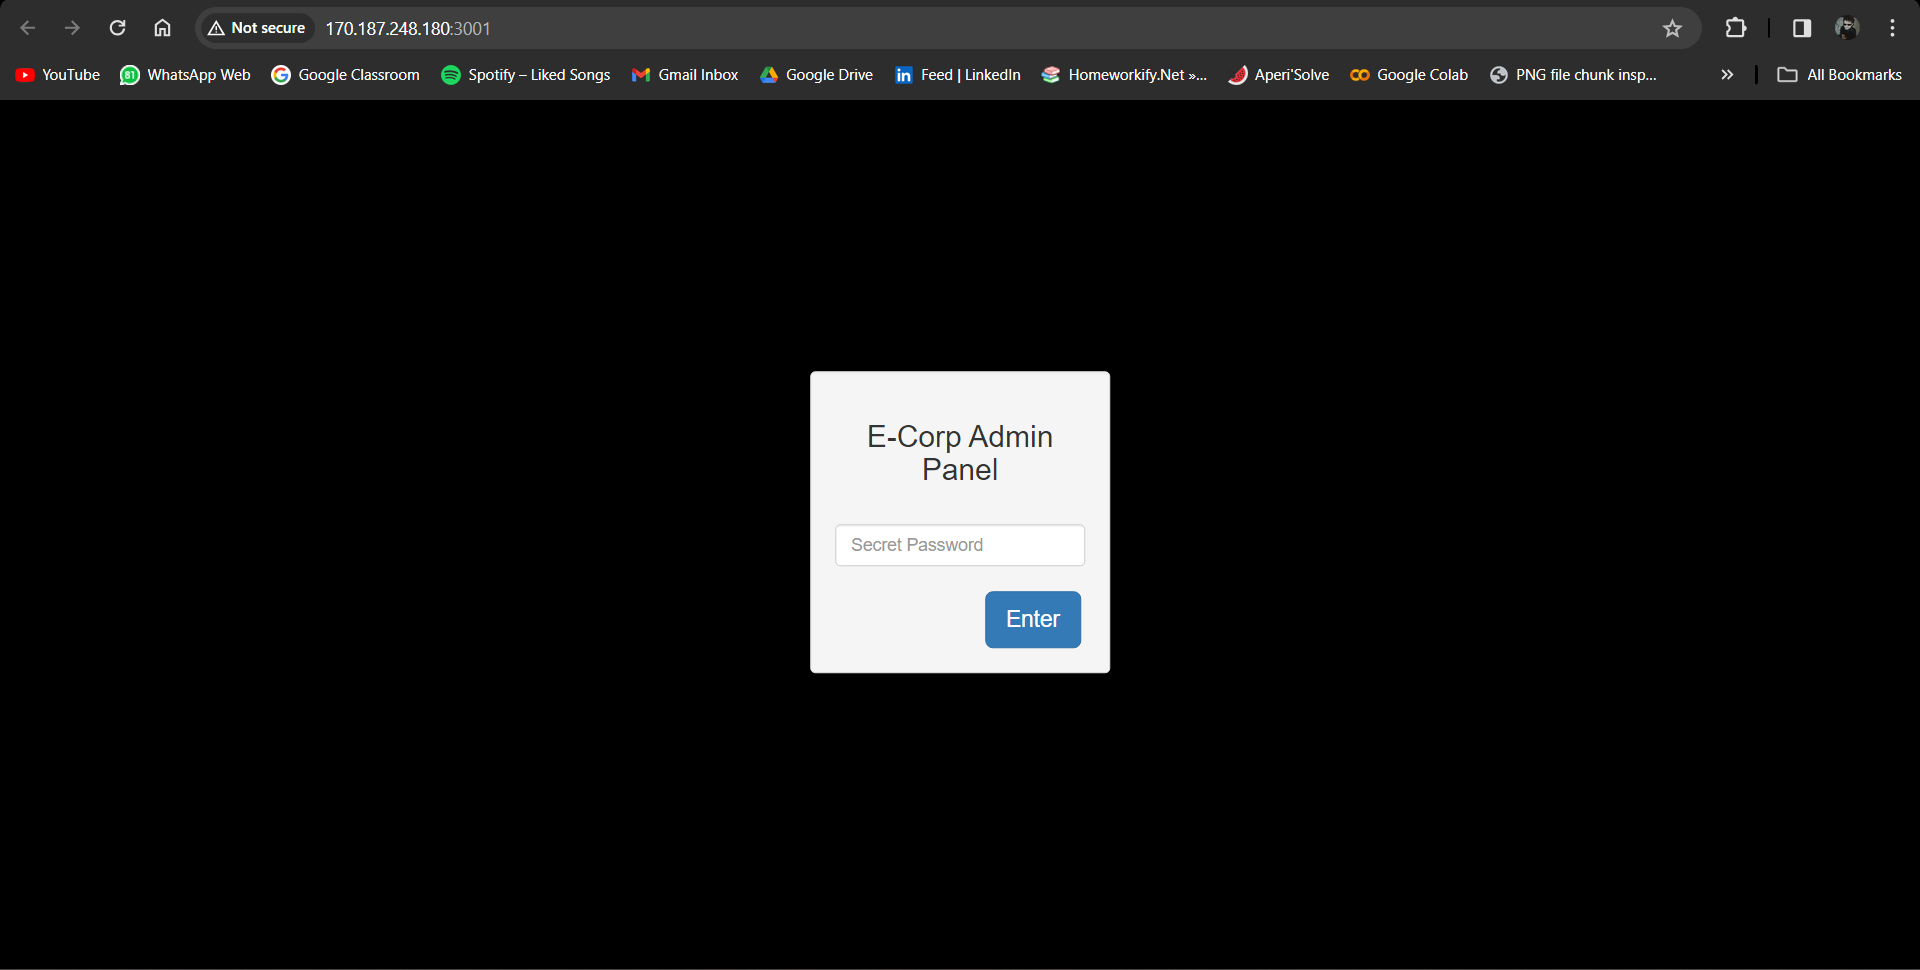 Not secure 170.187.248.180:3001
YouTube WhatsApp Web Google Classroom Spotify – Liked Songs Gmail Inbox Google Drive Feed | LinkedIn Homeworkify.Net »... Aperi'Solve Google Colab PNG file chunk insp... » All Bookmarks
E-Corp Admin
Panel
Secret Password
Enter